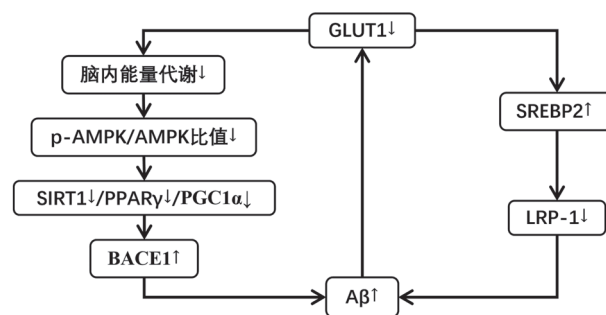 GLUT1↓
脑内能量代谢↓
SREBP2↑
p-AMPK/AMPK比值↓
SIRT1↓/PPARγ↓/PGC1α↓
LRP-1↓
BACE1↑
Aβ↑